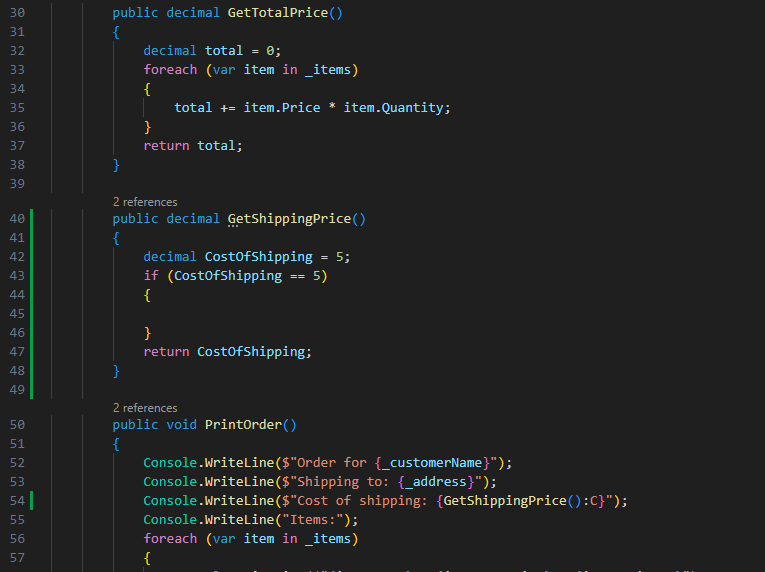 30 public decimal GetTotalPrice()
31 {
32 decimal total = 0;
33 foreach (var item in _items)
34 {
35 total += item.Price * item.Quantity;
36 }
37 return total;
38 }
39
2 references
40 public decimal GetShippingPrice()
41 {
42 decimal CostOfShipping = 5;
43 if (CostOfShipping == 5)
44 {
45
46 }
47 return CostOfShipping;
48 }
49
2 references
50 public void PrintOrder()
51 {
52 Console.WriteLine($"Order for {_customerName}");
53 Console.WriteLine($"Shipping to: {_address}");
54 Console.WriteLine($"Cost of shipping: {GetShippingPrice():C}");
55 Console.WriteLine("Items:");
56 foreach (var item in _items)
57 {